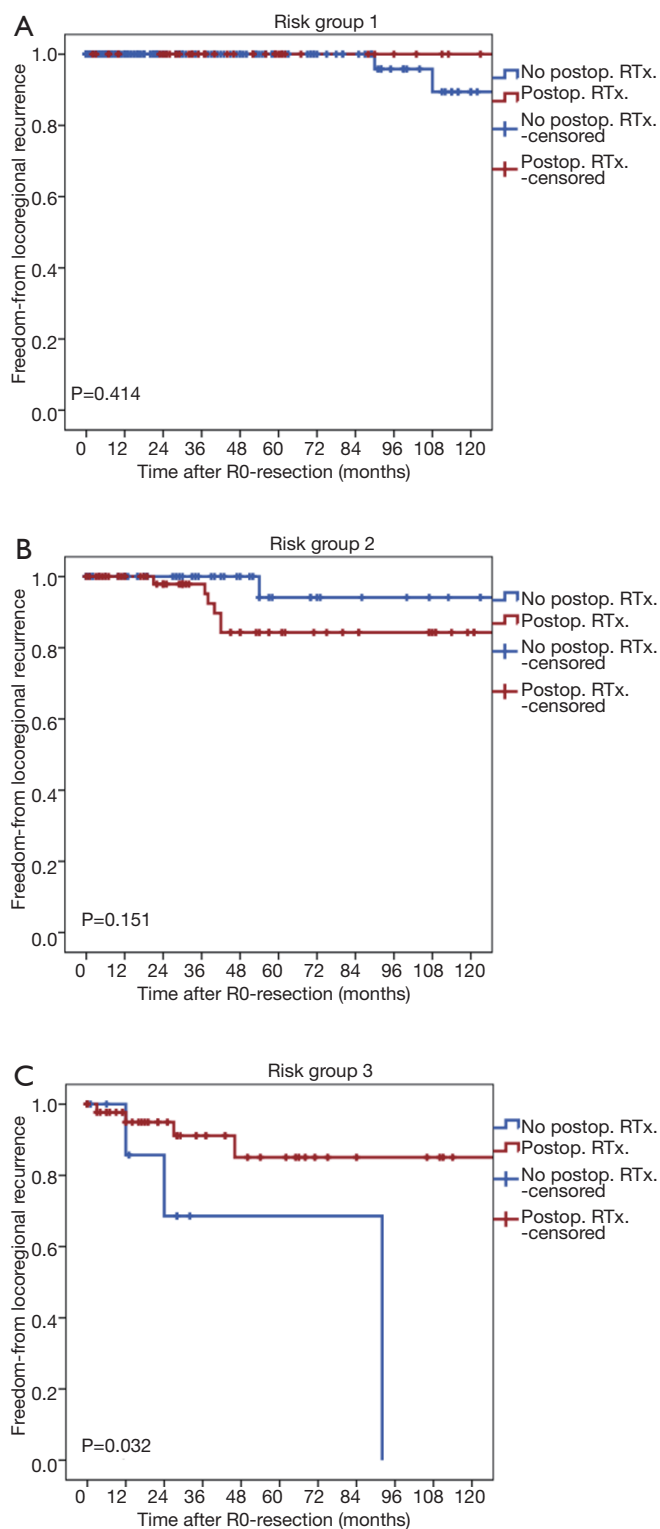 A
Risk group 1
Freedom-from locoregional recurrence
1.0
0.8
0.6
0.4
0.2
0.0
P=0.414
0 12 24 36 48 60 72 84 96 108 120
Time after R0-resection (months)
No postop. RTx.
Postop. RTx.
No postop. RTx.
-censored
Postop. RTx.
-censored
B
Risk group 2
Freedom-from locoregional recurrence
1.0
0.8
0.6
0.4
0.2
0.0
P=0.151
0 12 24 36 48 60 72 84 96 108 120
Time after R0-resection (months)
No postop. RTx.
Postop. RTx.
No postop. RTx.
-censored
Postop. RTx.
-censored
C
Risk group 3
Freedom-from locoregional recurrence
1.0
0.8
0.6
0.4
0.2
0.0
P=0.032
0 12 24 36 48 60 72 84 96 108 120
Time after R0-resection (months)
No postop. RTx.
Postop. RTx.
No postop. RTx.
-censored
Postop. RTx.
-censored